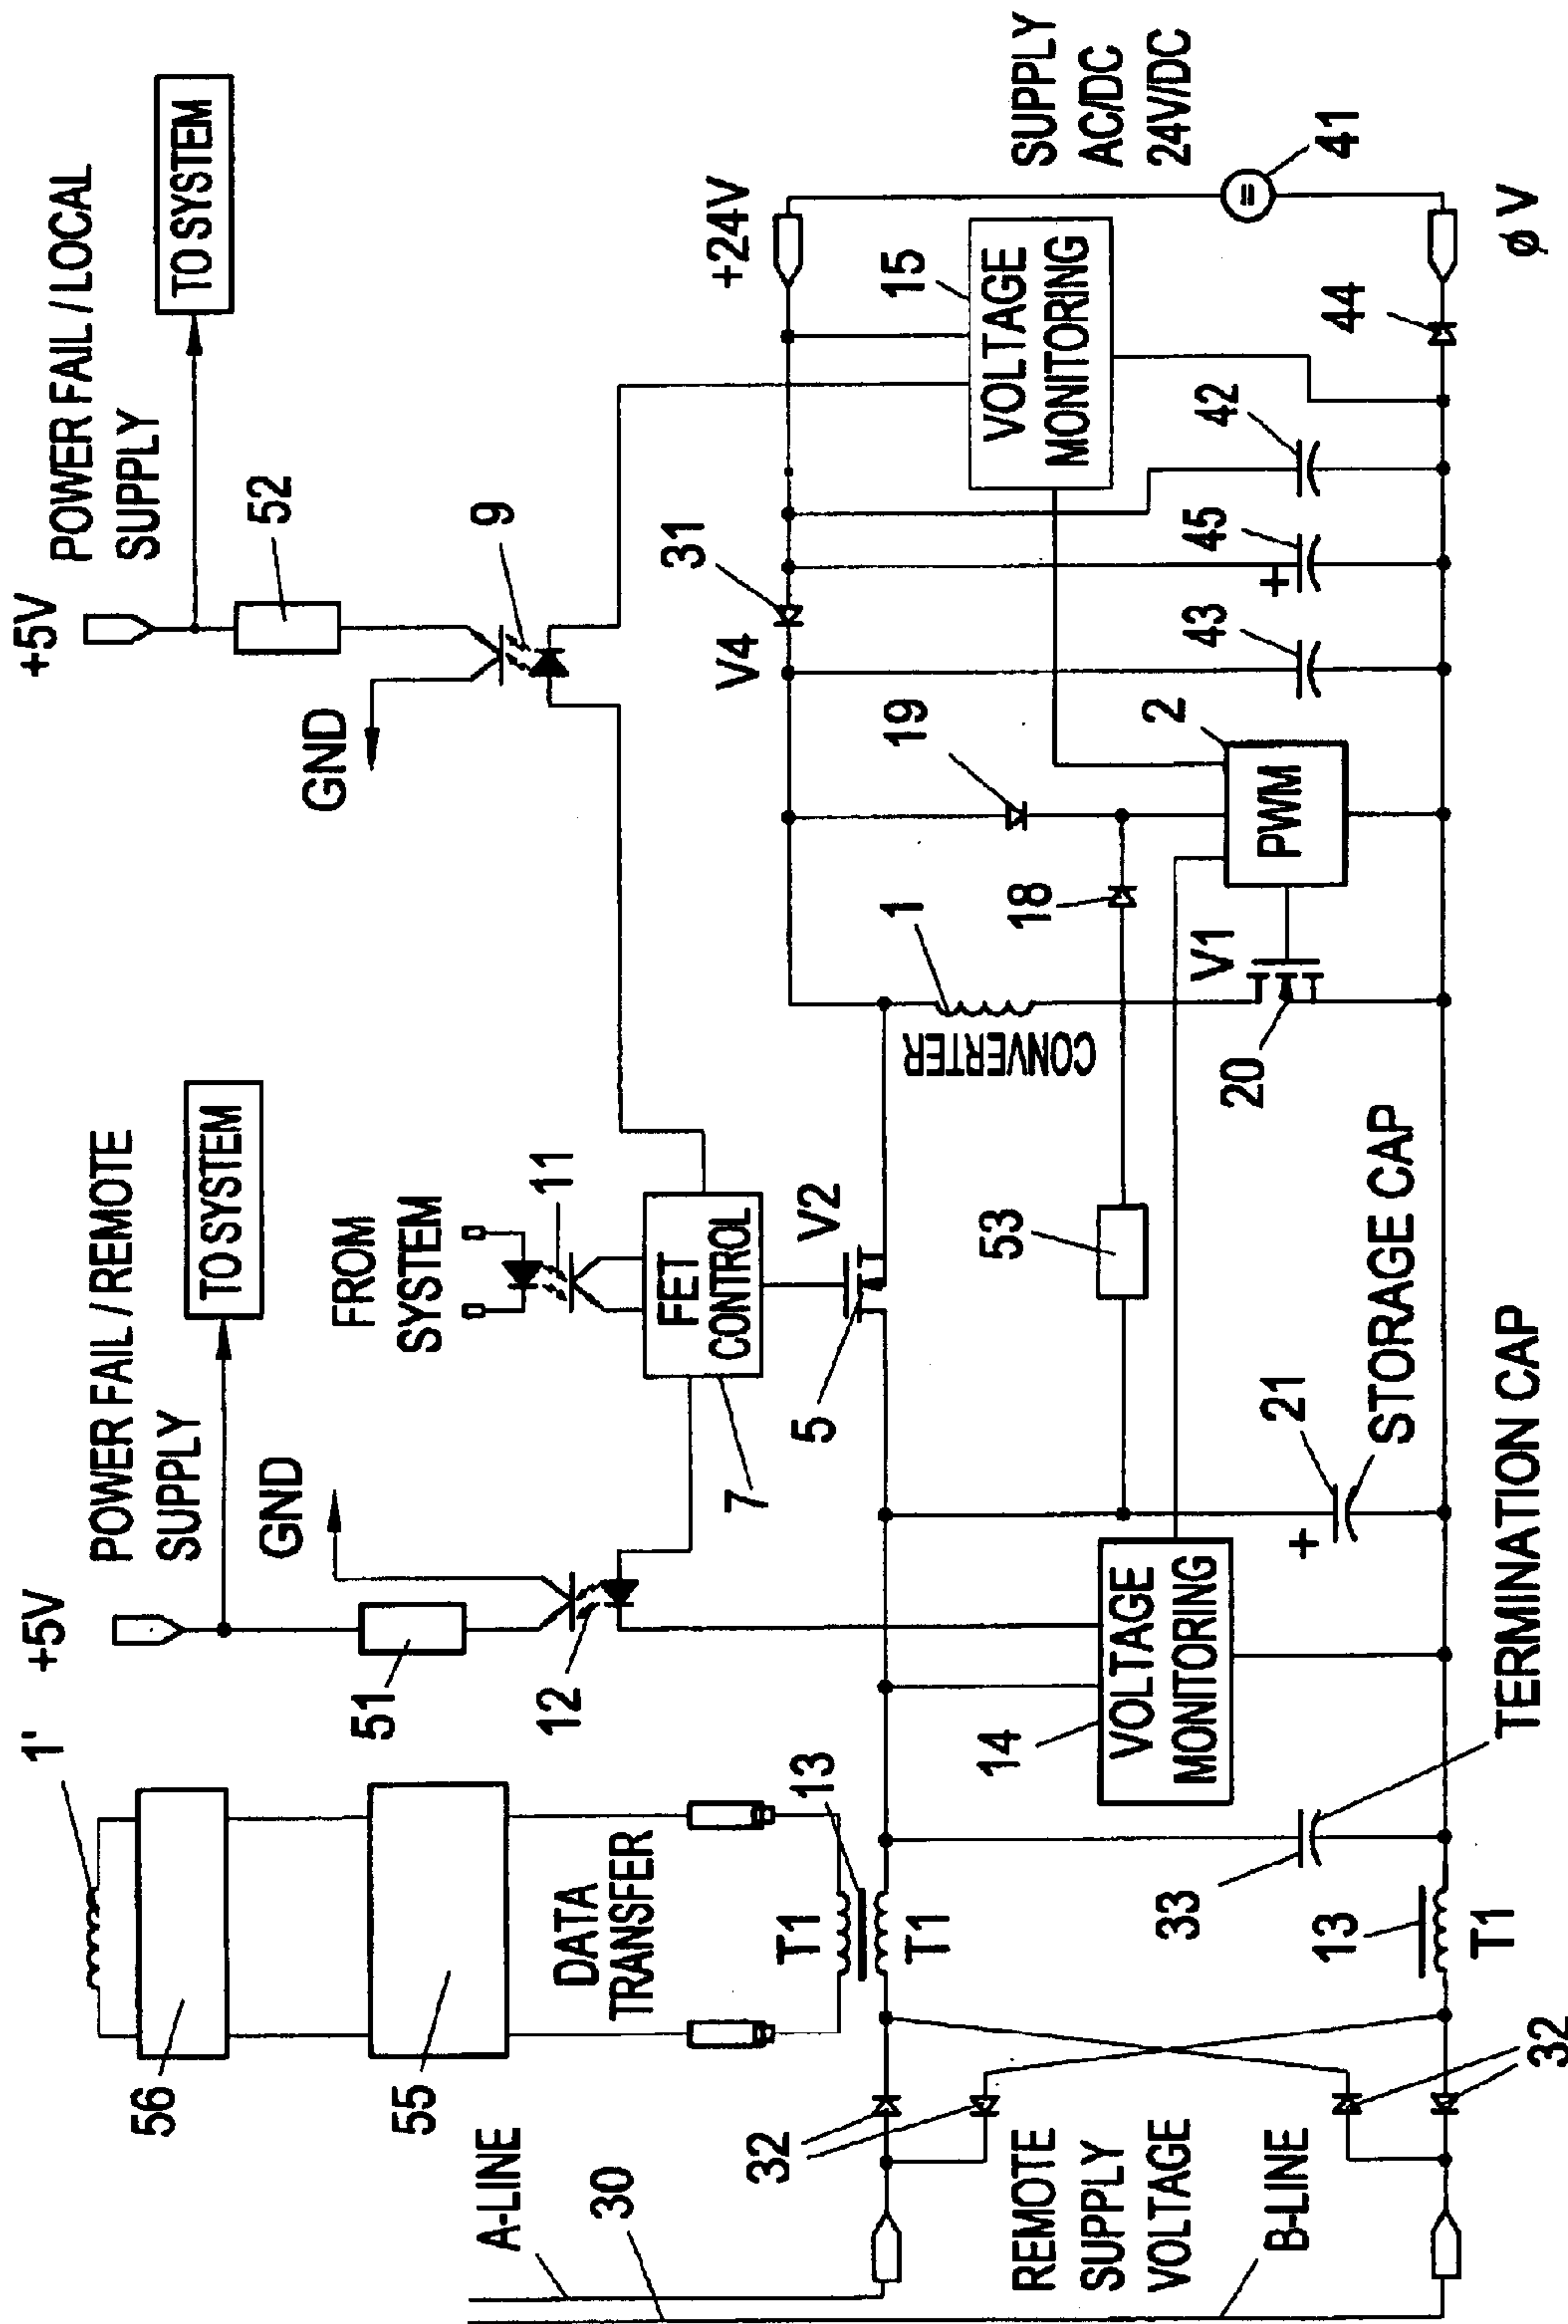 1'
+5V
POWER FAIL / REMOTE
SUPPLY
TO SYSTEM
+5V
POWER FAIL / LOCAL
SUPPLY
TO SYSTEM
56
55
51
GND
12
FROM
SYSTEM
11
FET
CONTROL
7
GND
52
9
A-LINE
30
DATA
TRANSFER
T1
T1
13
5
V2
V4
31
+24V
SUPPLY
AC/DC
24V/DC
32
REMOTE
SUPPLY
VOLTAGE
B-LINE
32
33
13
T1
14
VOLTAGE
MONITORING
TERMINATION CAP
+
21
STORAGE CAP
53
18
19
1
CONVERTER
V1
20
2
PWM
43
+
45
42
15
VOLTAGE
MONITORING
44
41
=
ø V